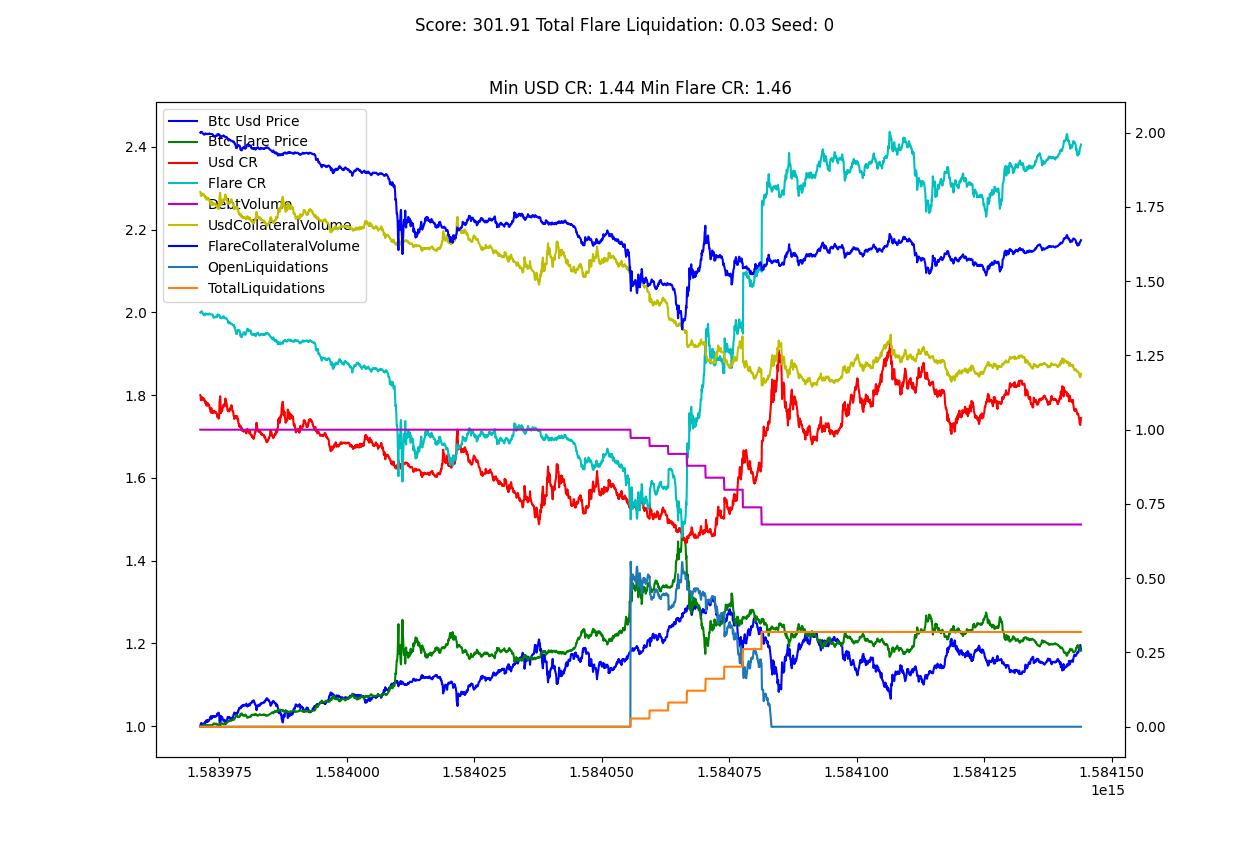 Score: 301.91 Total Flare Liquidation: 0.03 Seed: 0
Min USD CR: 1.44 Min Flare CR: 1.46
Btc Usd Price
Btc Flare Price
Usd CR
Flare CR
DebtVolume
UsdCollateralVolume
FlareCollateralVolume
OpenLiquidations
TotalLiquidations
2.4
2.2
2.0
1.8
1.6
1.4
1.2
1.0
2.00
1.75
1.50
1.25
1.00
0.75
0.50
0.25
0.00
1.583975 1.584000 1.584025 1.584050 1.584075 1.584100 1.584125 1.584150
1e15